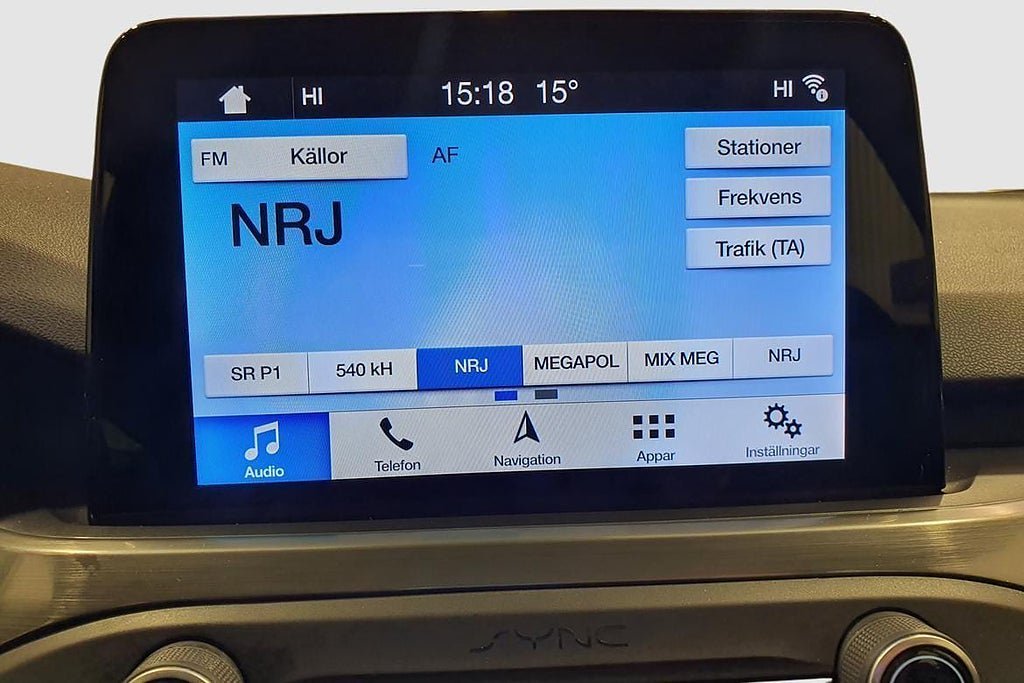 HI 15:18 15° HI
FM Källor AF Stationer
NRJ
Frekvens
Trafik (TA)
SR P1 540 kH NRJ MEGAPOL MIX MEG NRJ
Audio Telefon Navigation Appar Inställningar
SYNC